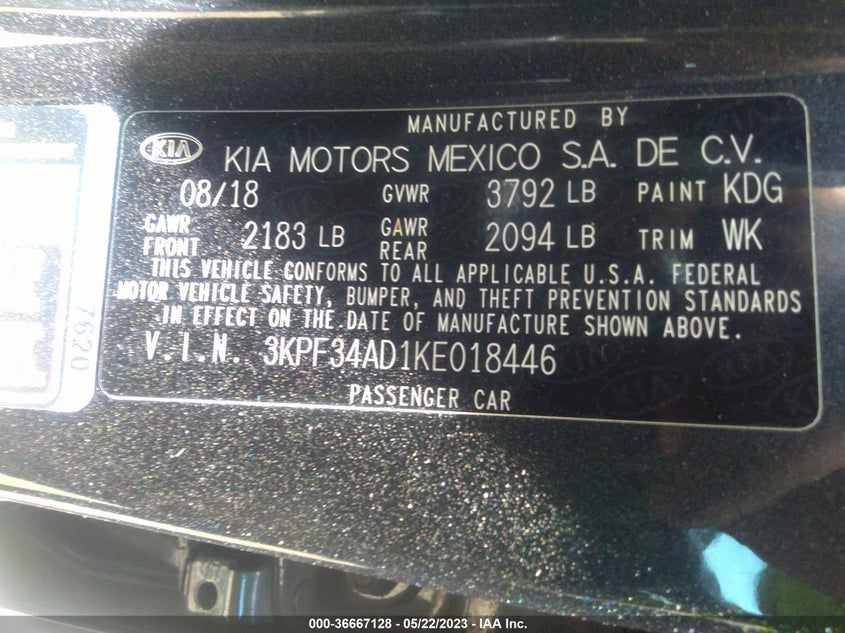 MANUFACTURED BY
KIA KIA MOTORS MEXICO S.A. DE C.V.
08/18 GVWR 3792 LB PAINT KDG
GAWR FRONT 2183 LB GAWR REAR 2094 LB TRIM WK
THIS VEHICLE CONFORMS TO ALL APPLICABLE U.S.A. FEDERAL
MOTOR VEHICLE SAFETY, BUMPER, AND THEFT PREVENTION STANDARDS
IN EFFECT ON THE DATE OF MANUFACTURE SHOWN ABOVE.
V.I.N. 3KPF34AD1KE018446
PASSENGER CAR
7620
000-36667128 - 05/22/2023 - IAA Inc.